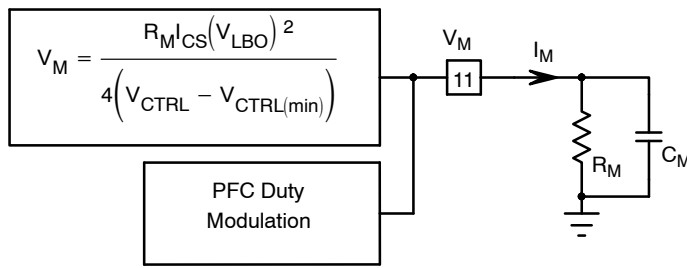 V_M = R_M I_CS (V_LBO)² / 4(V_CTRL − V_CTRL(min))
V_M
11
I_M
R_M
C_M
PFC Duty
Modulation